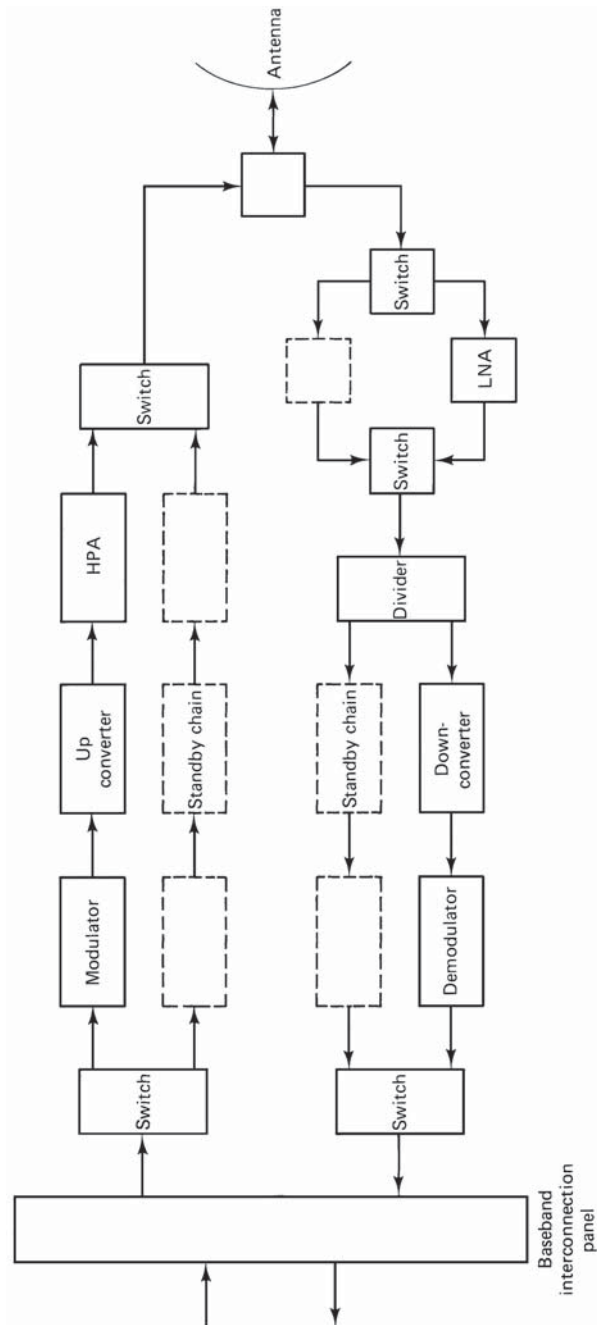 Baseband
interconnection
panel
Switch
Modulator
Up
converter
HPA
Switch
Standby chain
Antenna
Switch
LNA
Switch
Divider
Standby chain
Down-
converter
Demodulator
Switch